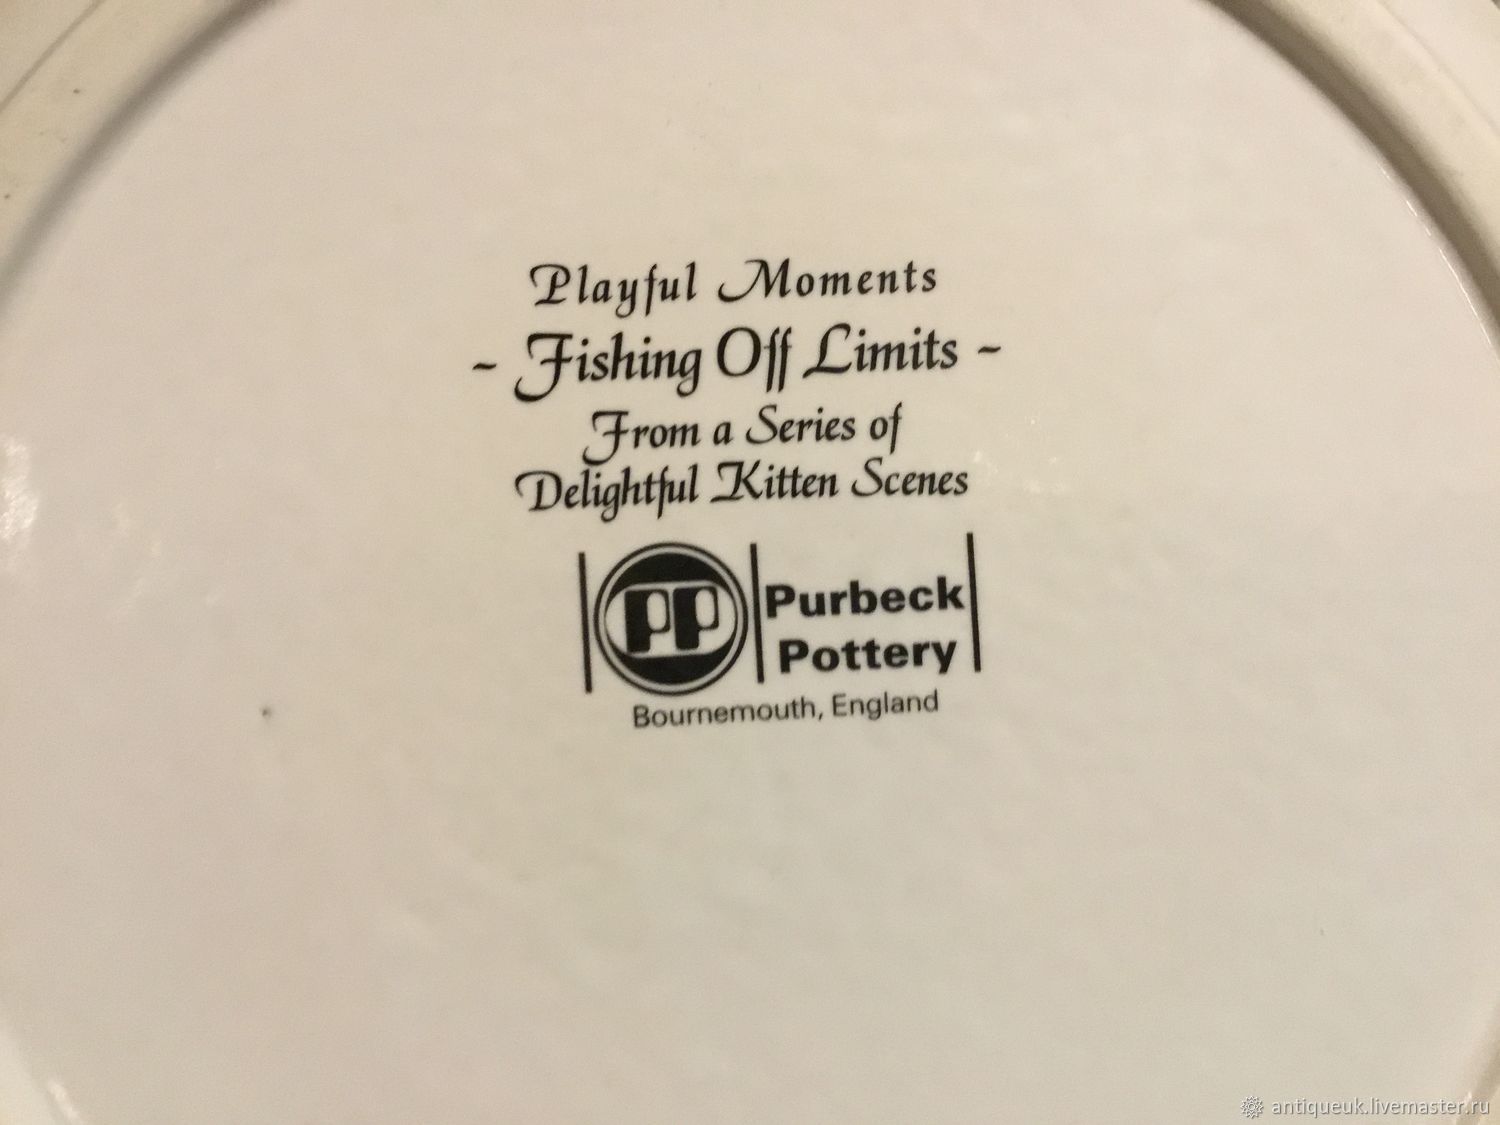 Playful Moments
~ Fishing Off Limits ~
From a Series of
Delightful Kitten Scenes
PP
Purbeck
Pottery
Bournemouth, England
antiqueuk.livemaster.ru